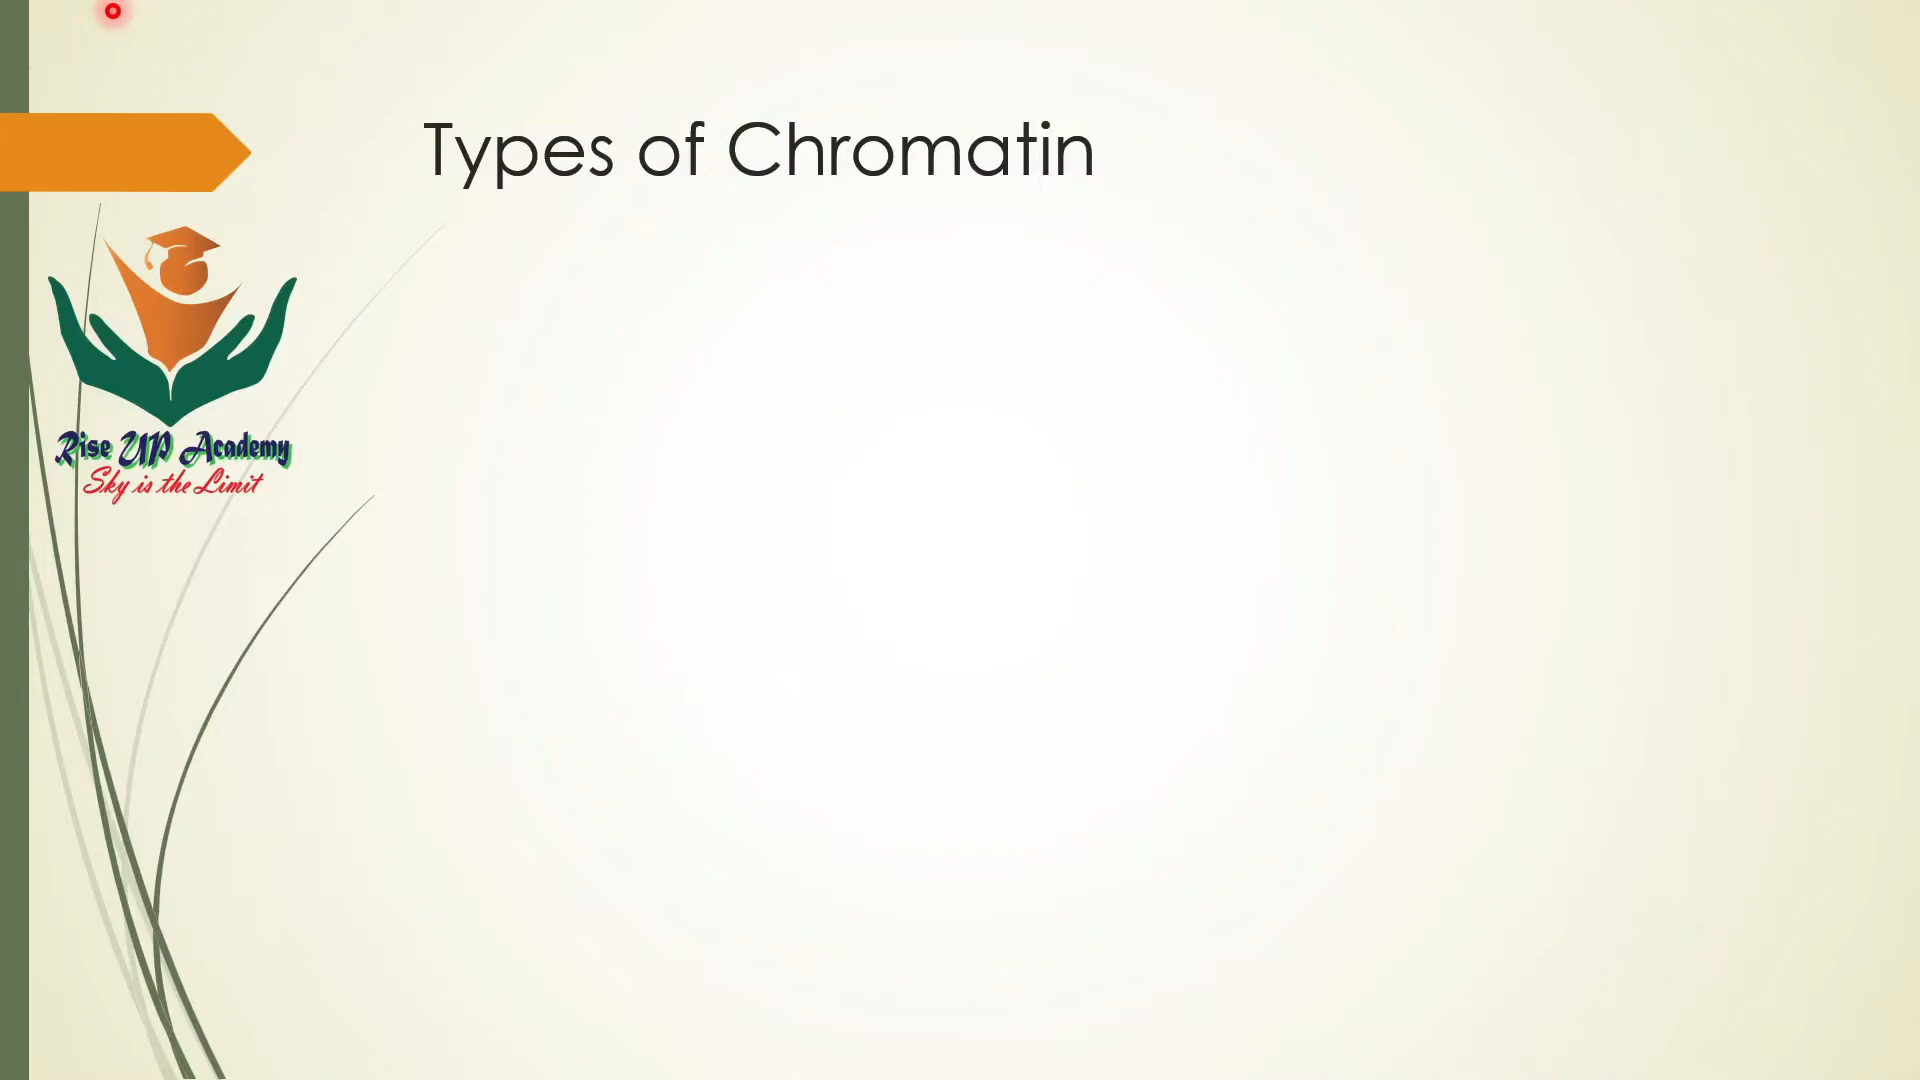 Types of Chromatin
Rise UP Academy
Sky is the Limit